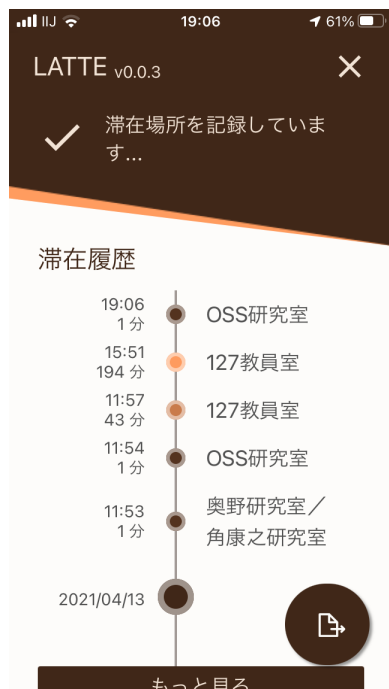 IIJ 19:06 61%
LATTE v0.0.3
滞在場所を記録していま
す...
滞在履歴
19:06
1 分
OSS研究室
15:51
194 分
127教員室
11:57
43 分
127教員室
11:54
1 分
OSS研究室
11:53
1 分
奥野研究室／
角康之研究室
2021/04/13
もっと見る